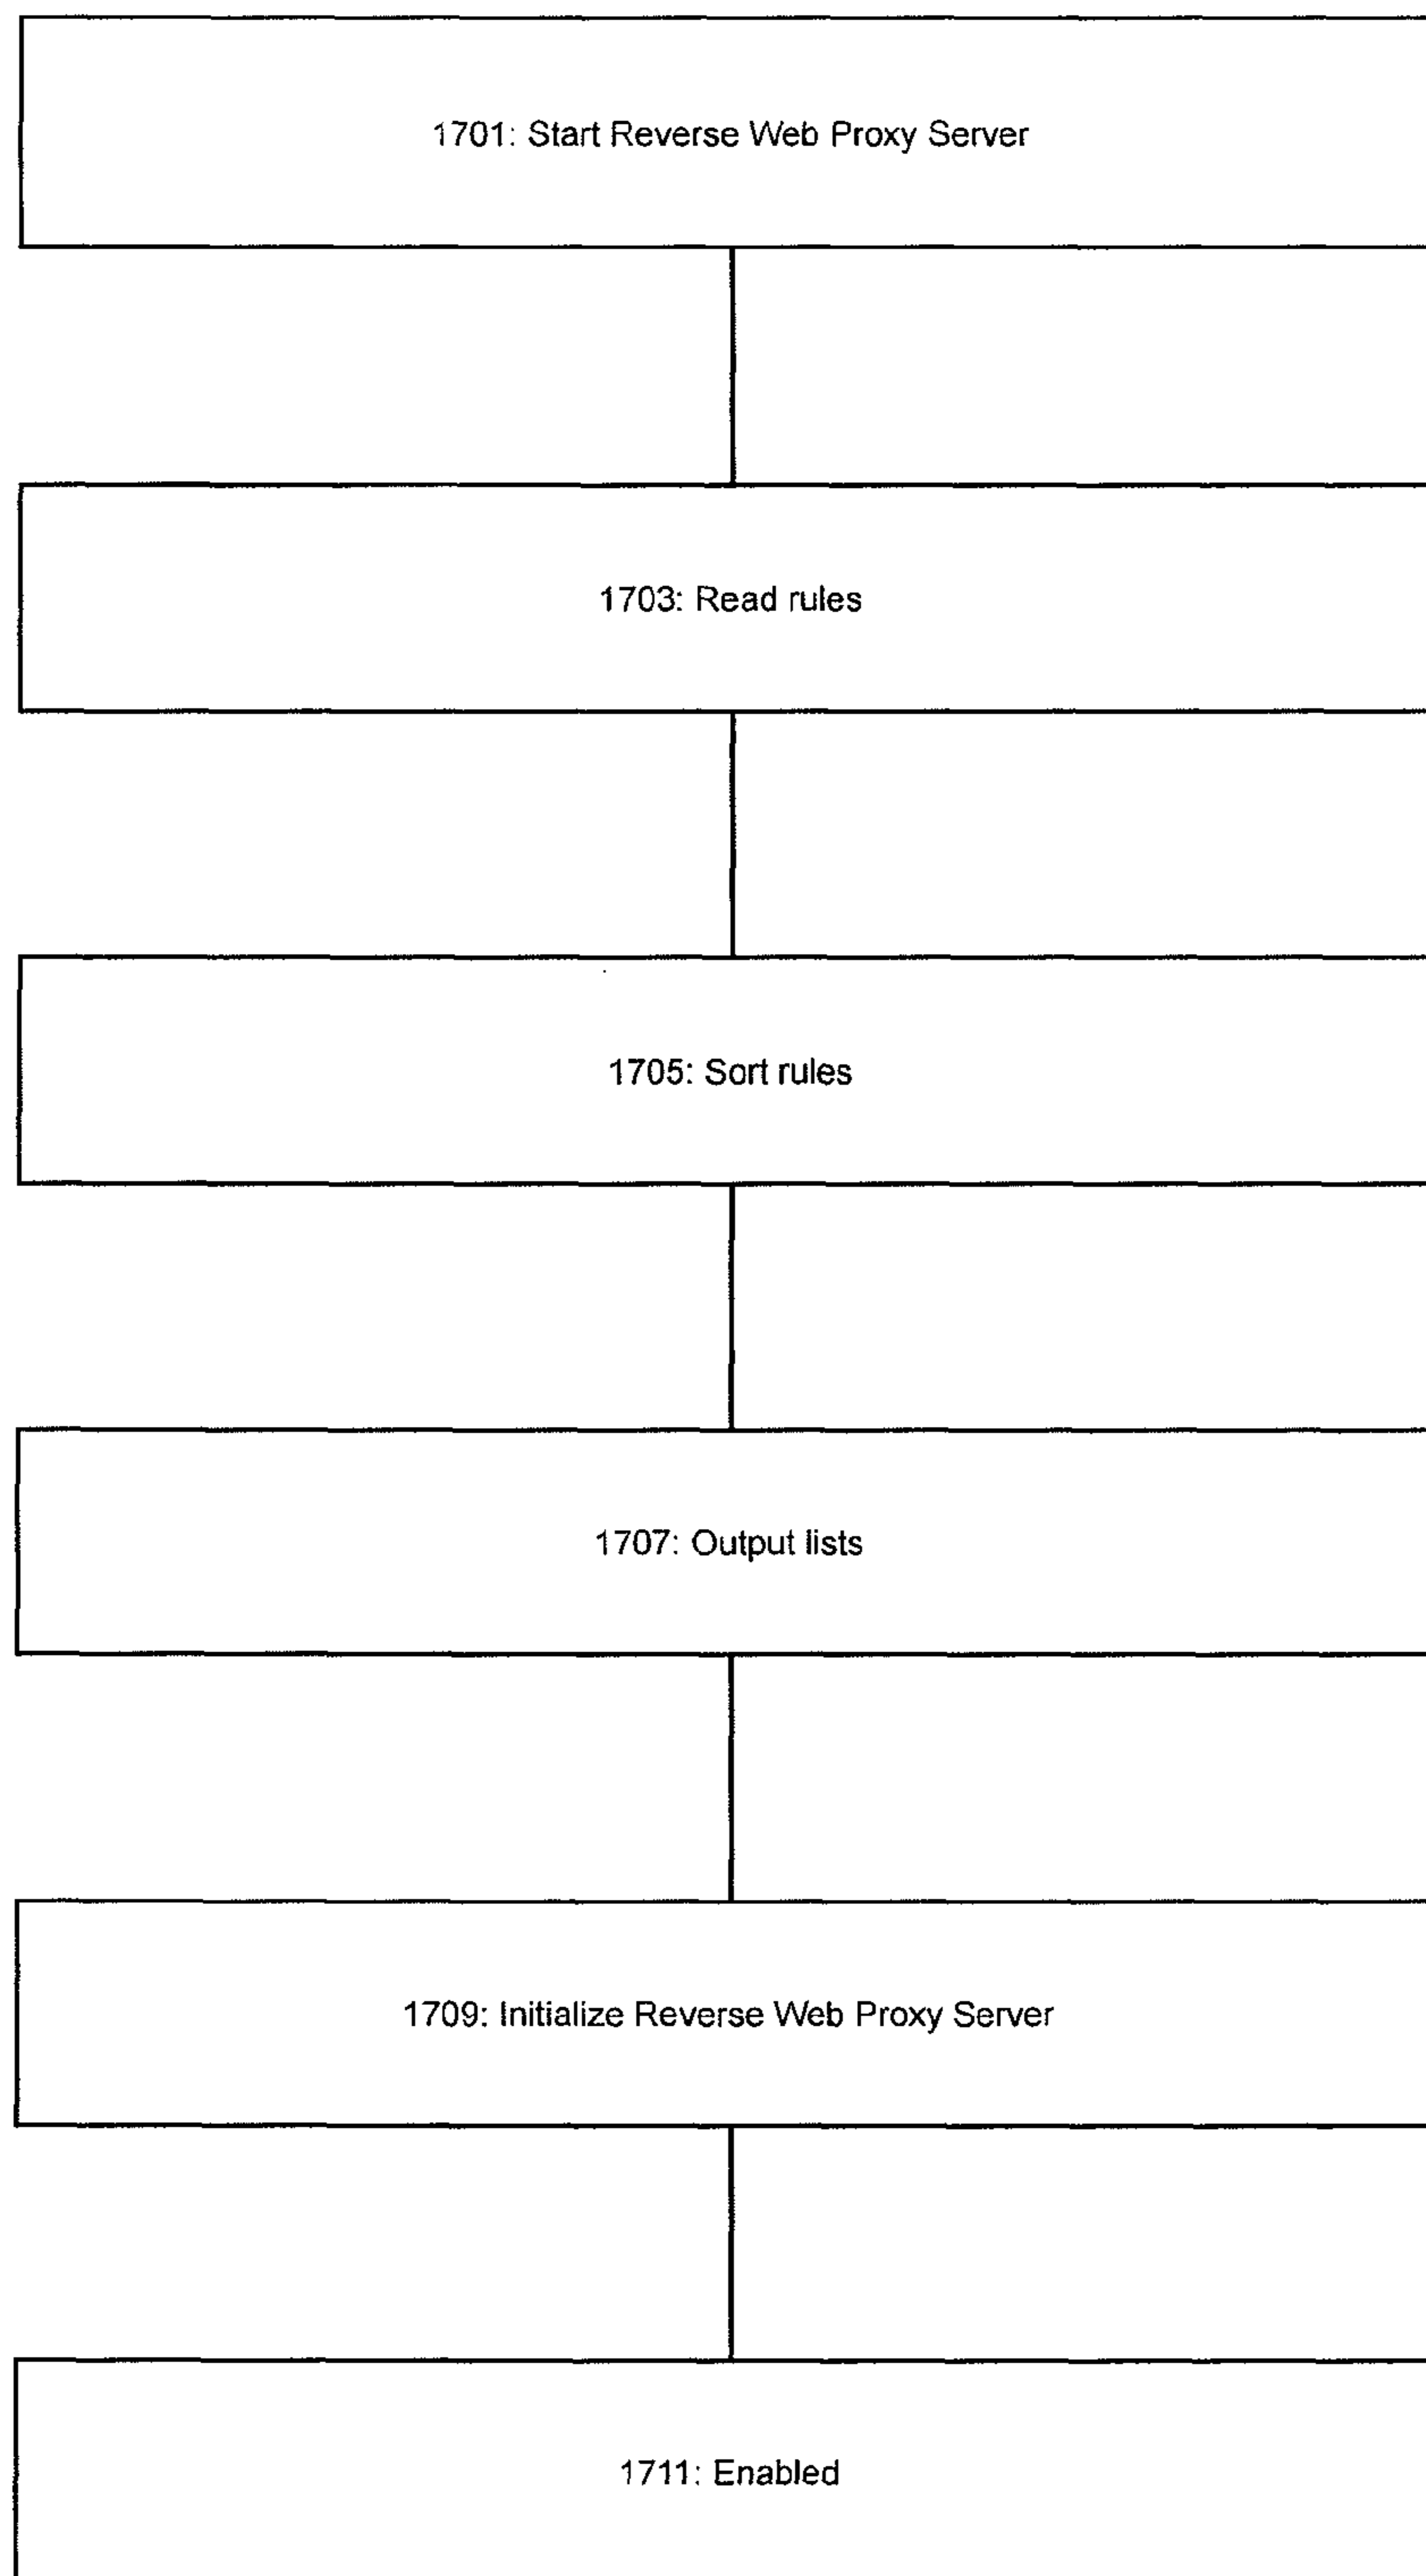 1701: Start Reverse Web Proxy Server
1703: Read rules
1705: Sort rules
1707: Output lists
1709: Initialize Reverse Web Proxy Server
1711: Enabled